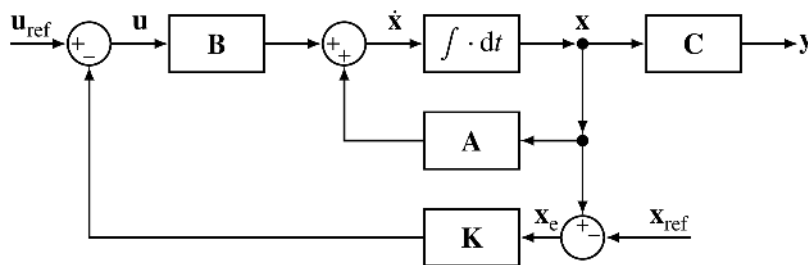 u_ref + − u B + + ẋ ∫ · dt x C y
A
K x_e + − x_ref